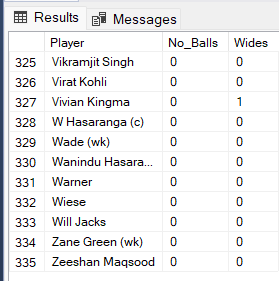 Results Messages
Player No_Balls Wides
325 Vikramjit Singh 0 0
326 Virat Kohli 0 0
327 Vivian Kingma 0 1
328 W Hasaranga (c) 0 0
329 Wade (wk) 0 0
330 Wanindu Hasara... 0 0
331 Warner 0 0
332 Wiese 0 0
333 Will Jacks 0 0
334 Zane Green (wk) 0 0
335 Zeeshan Maqsood 0 0